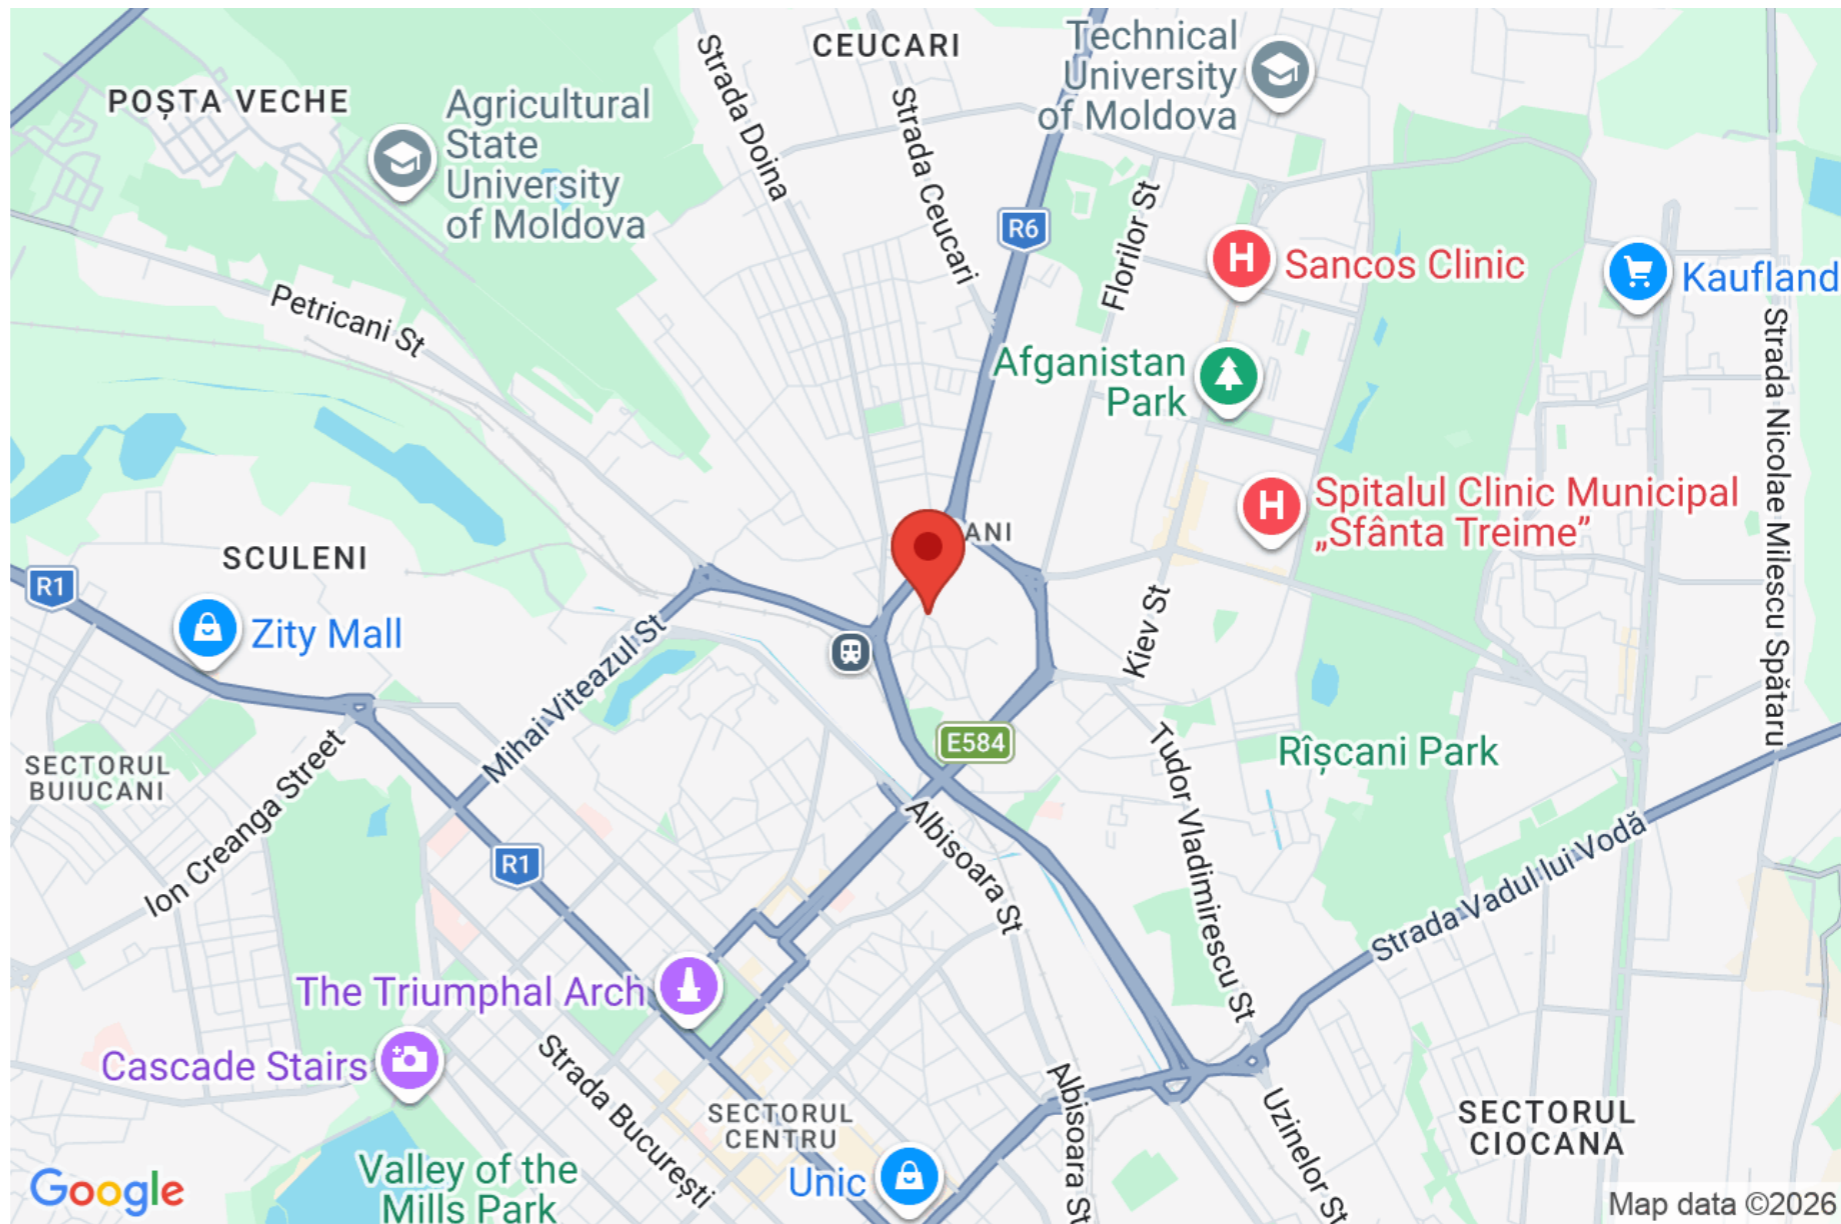 CEUCARI
Technical
University
of Moldova
POȘTA VECHE
Agricultural
State
University
of Moldova
Strada Doina
Strada Ceucari
Florilor St
R6
Sancos Clinic
Kaufland
Petricani St
Afganistan
Park
Strada Nicolae Milescu Spătaru
Spitalul Clinic Municipal
„Sfânta Treime”
ANI
SCULENI
R1
Zity Mall
Kiev St
Mihai Viteazul St
E584
Rîșcani Park
SECTORUL
BUIUCANI
Ion Creanga Street
Tudor Vladimirescu St
Albisoara St
R1
Strada Vadul lui Vodă
The Triumphal Arch
Cascade Stairs
Strada București
SECTORUL
CENTRU
Albisoara St
Uzinelor St
SECTORUL
CIOCANA
Valley of the
Mills Park
Unic
Google
Map data ©2026